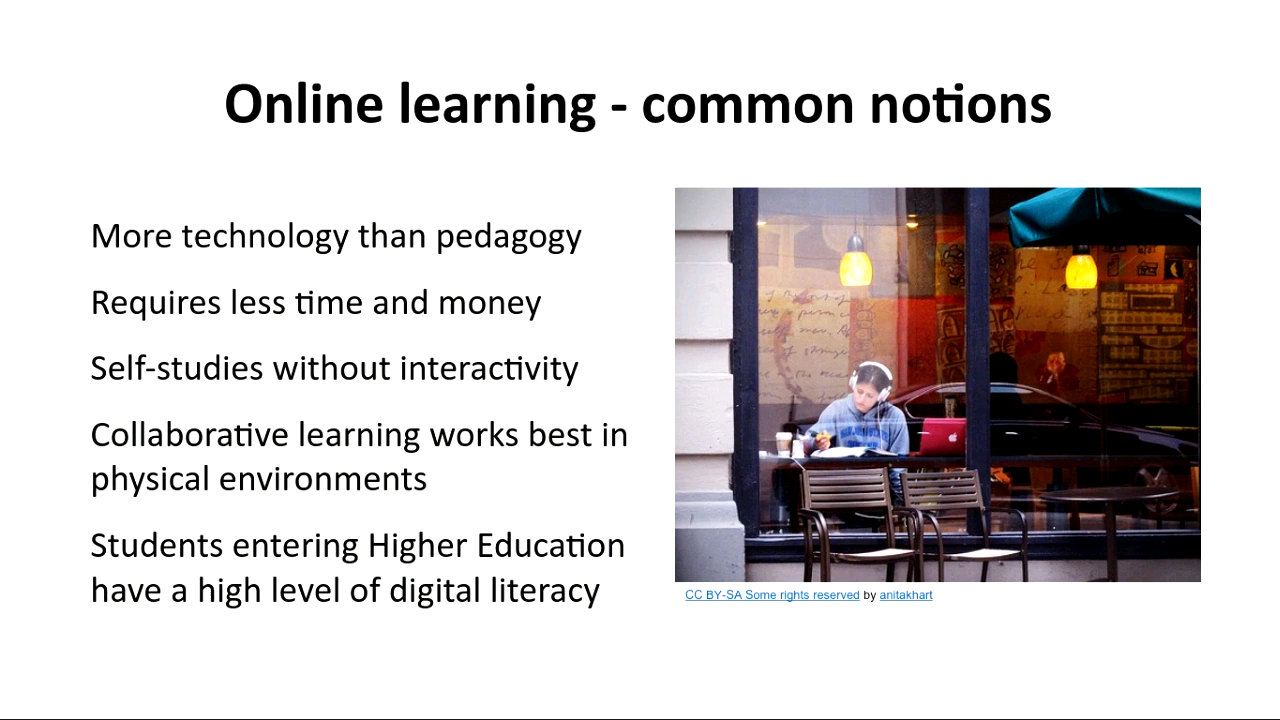 Online learning - common notions
More technology than pedagogy
Requires less time and money
Self-studies without interactivity
Collaborative learning works best in
physical environments
Students entering Higher Education
have a high level of digital literacy
CC BY-SA Some rights reserved by anitakhart